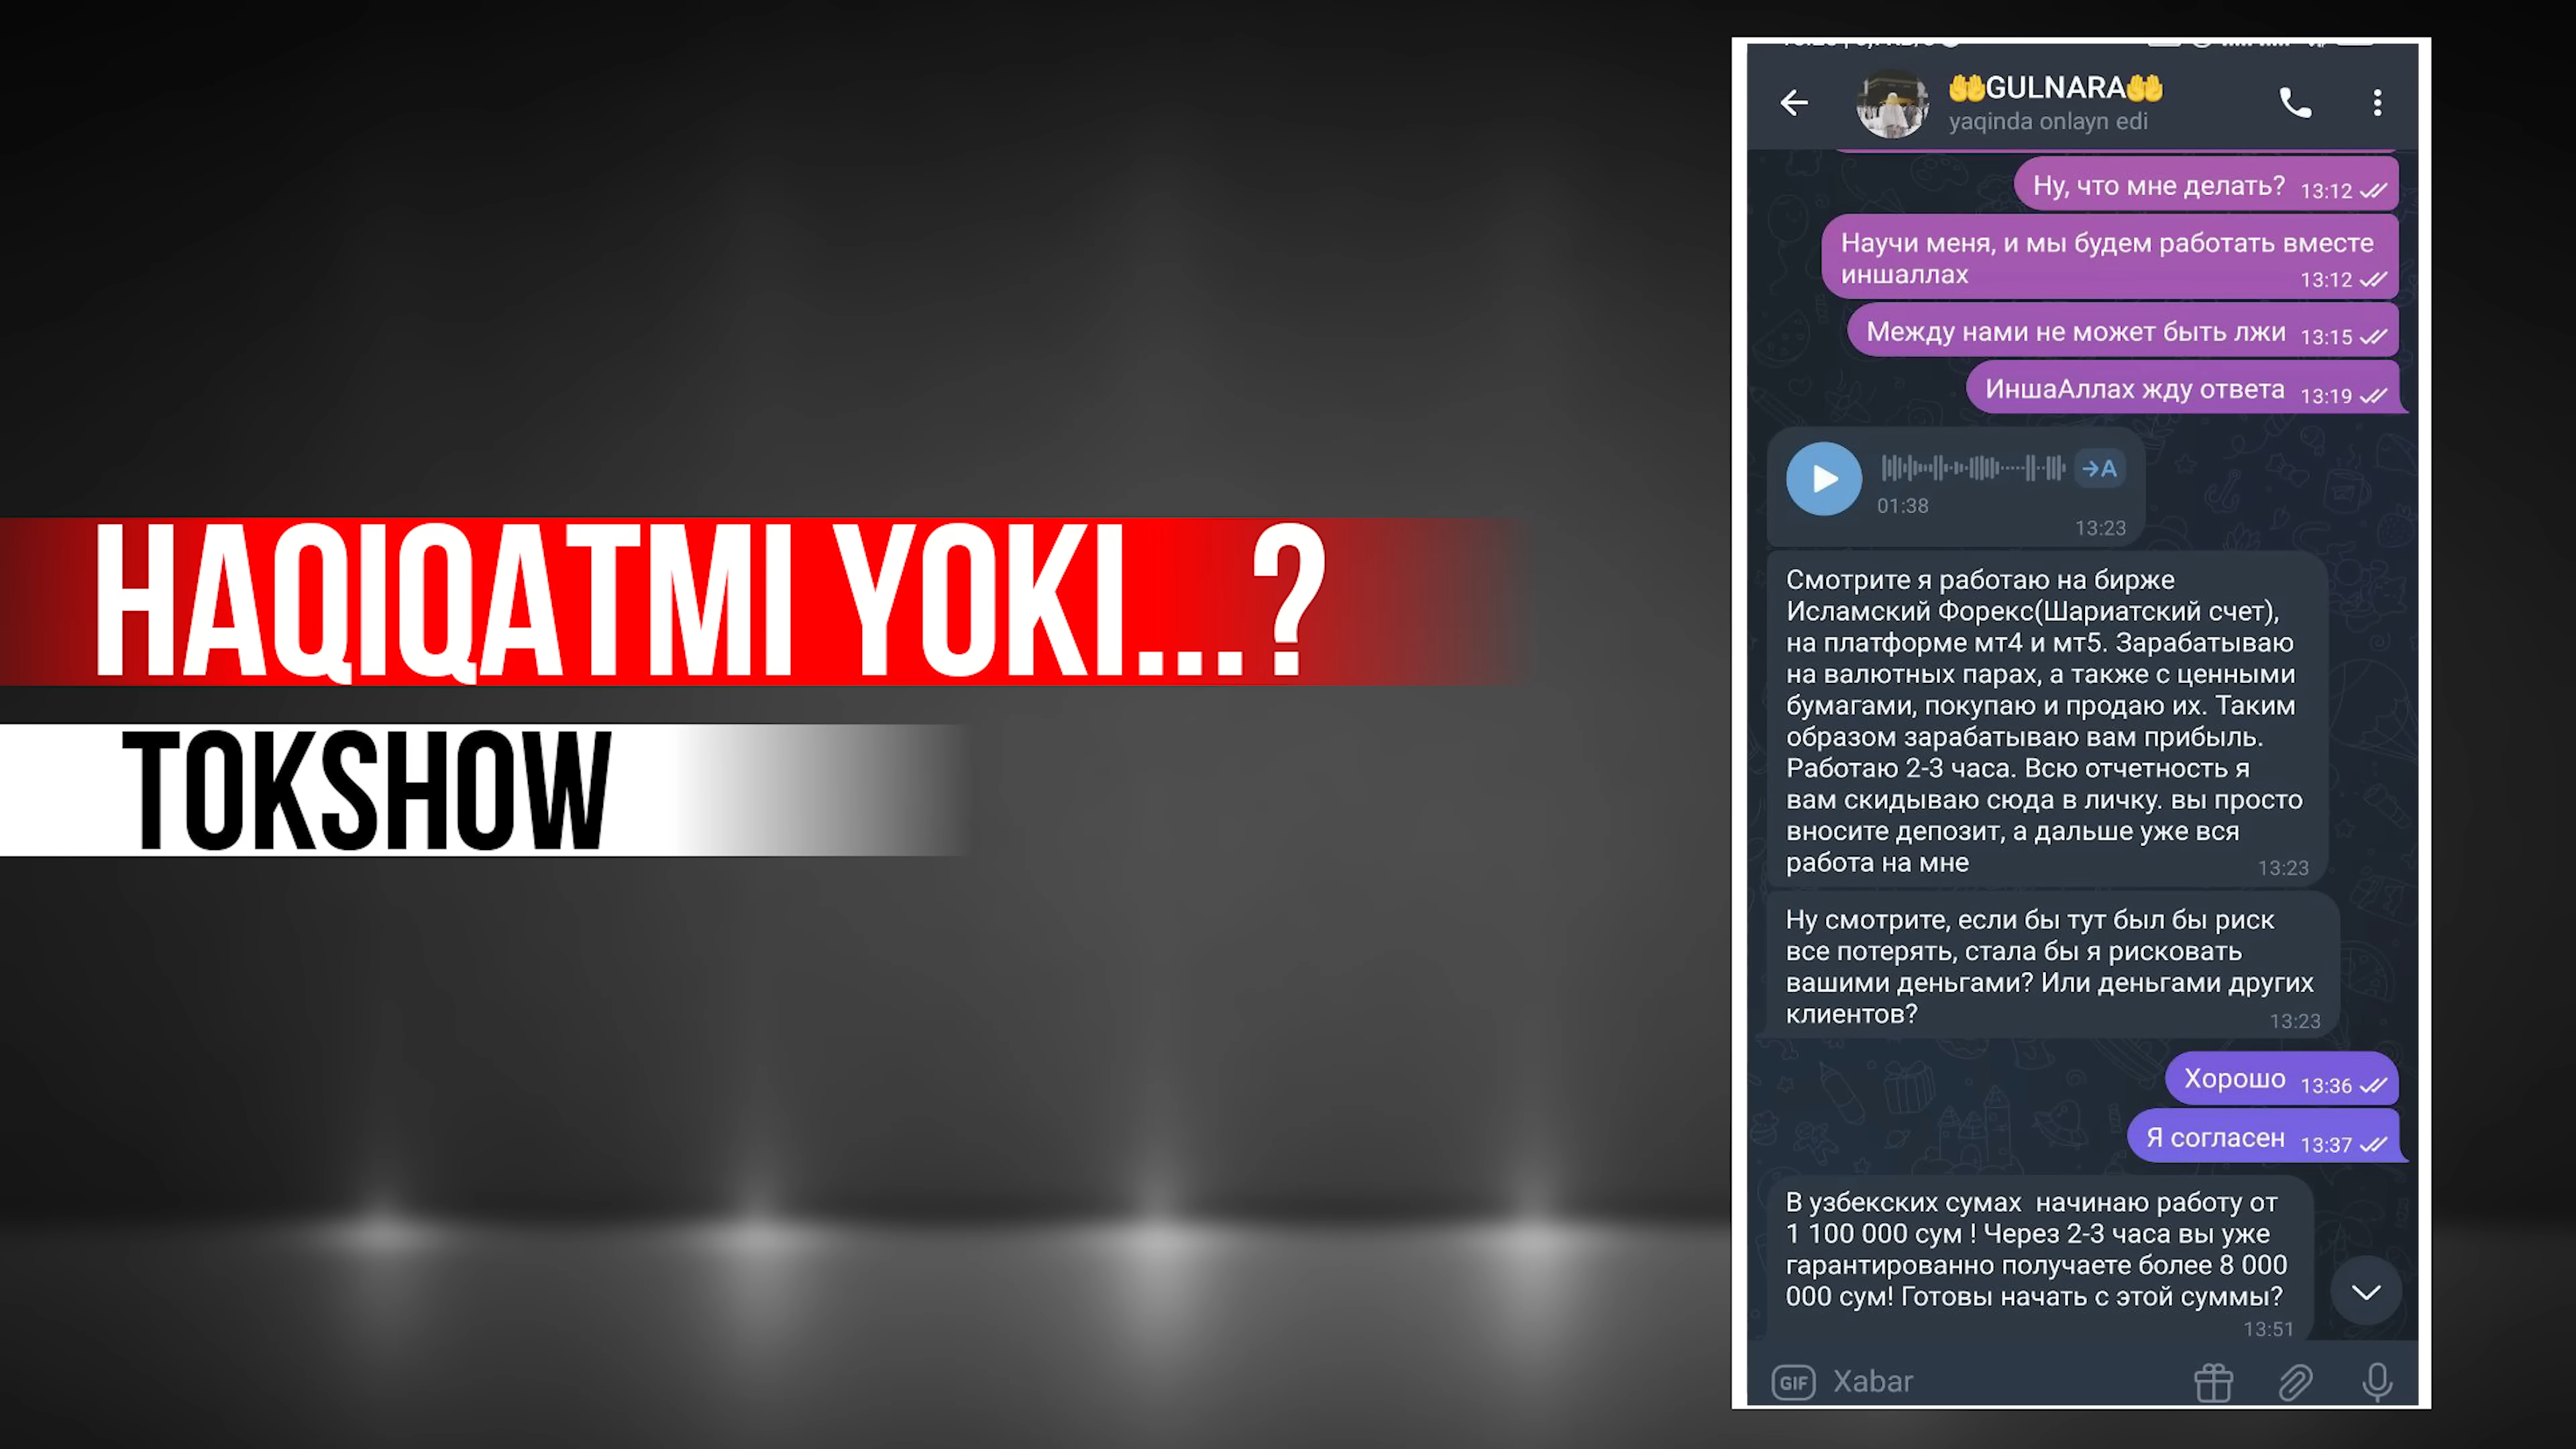 HAQIQATMI YOKI...?
TOKSHOW
🤲GULNARA🤲
yaqinda onlayn edi
Ну, что мне делать? 13:12
Научи меня, и мы будем работать вместе
иншаллах 13:12
Между нами не может быть лжи 13:15
ИншаАллах жду ответа 13:19
→A
01:38
13:23
Смотрите я работаю на бирже
Исламский Форекс(Шариатский счет),
на платформе мт4 и мт5. Зарабатываю
на валютных парах, а также с ценными
бумагами, покупаю и продаю их. Таким
образом зарабатываю вам прибыль.
Работаю 2-3 часа. Всю отчетность я
вам скидываю сюда в личку. вы просто
вносите депозит, а дальше уже вся
работа на мне 13:23
Ну смотрите, если бы тут был бы риск
все потерять, стала бы я рисковать
вашими деньгами? Или деньгами других
клиентов? 13:23
Хорошо 13:36
Я согласен 13:37
В узбекских сумах начинаю работу от
1 100 000 сум ! Через 2-3 часа вы уже
гарантированно получаете более 8 000
000 сум! Готовы начать с этой суммы?
13:51
GIF Xabar